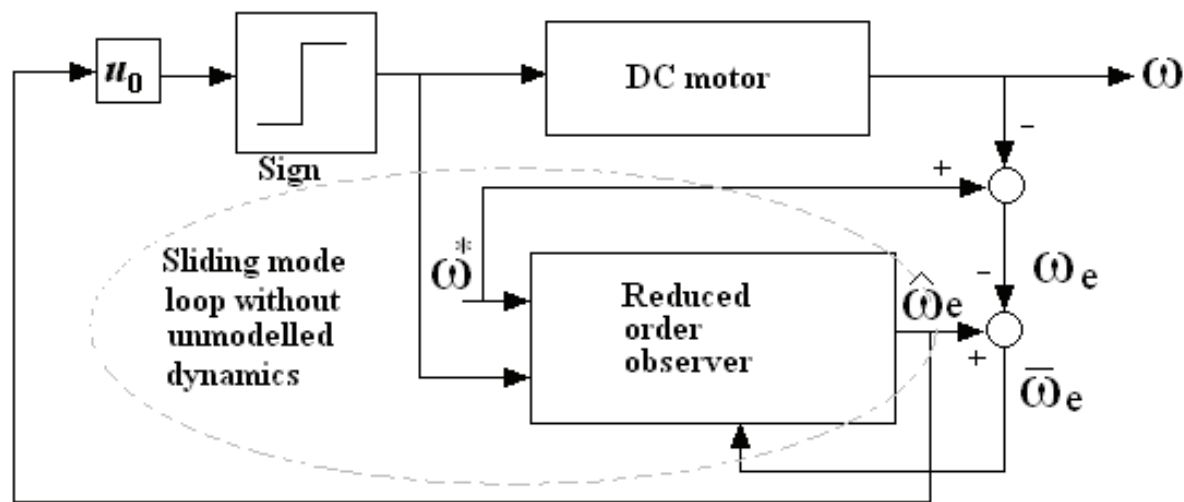 u₀
Sign
DC motor
ω
−
+
ω*
Sliding mode
loop without
unmodelled
dynamics
Reduced
order
observer
ω̂e
−
ωe
+
ω̄e